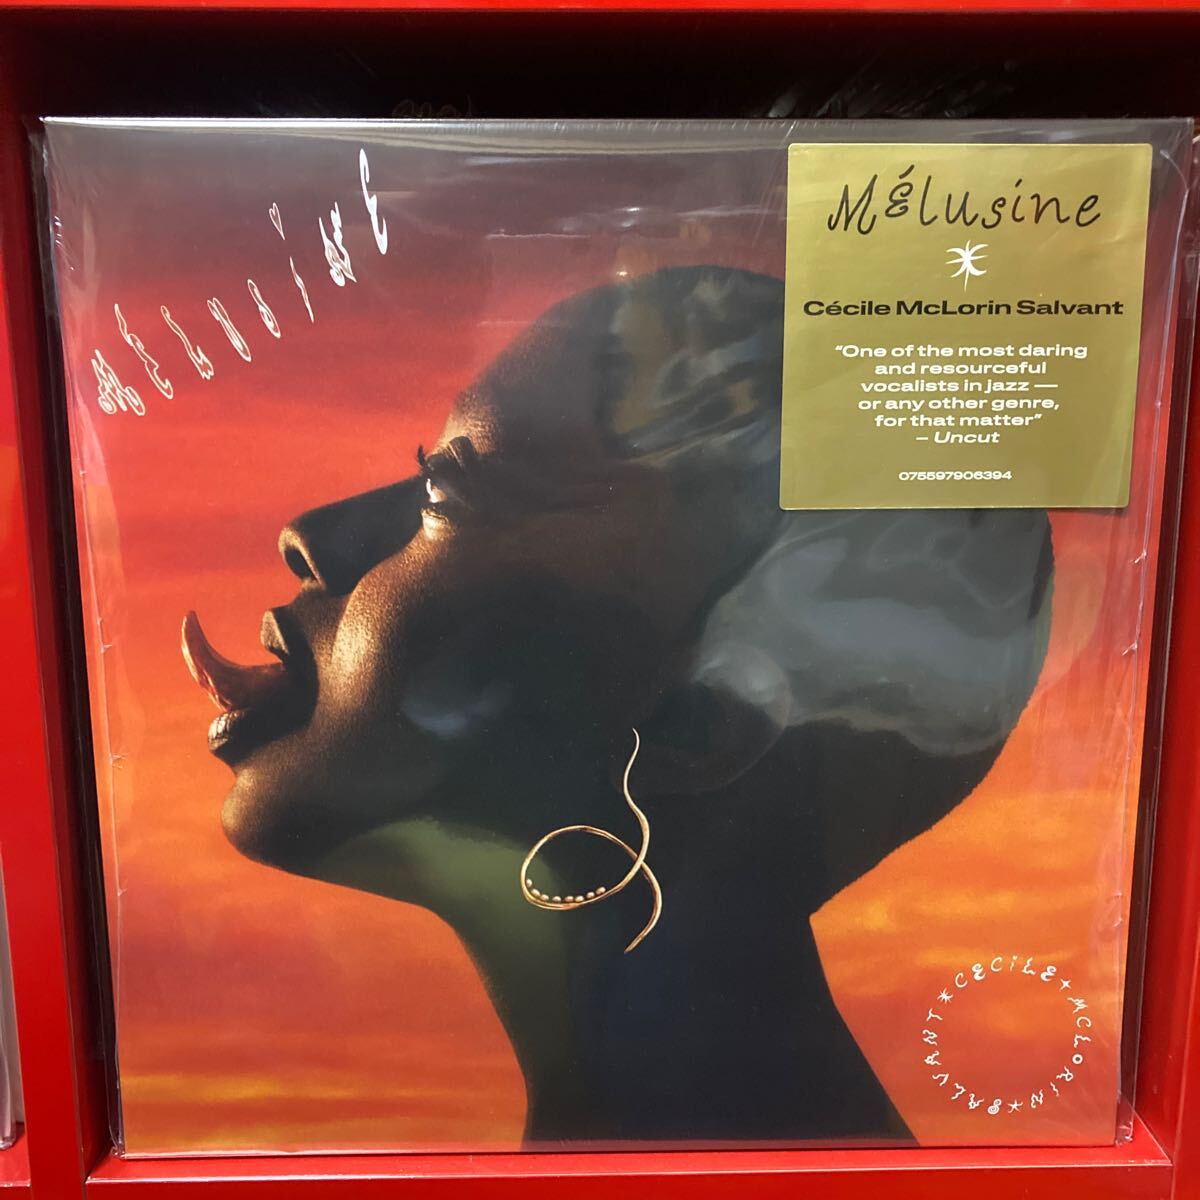 MÉLUSINE
Mélusine
Cécile McLorin Salvant
“One of the most daring
and resourceful
vocalists in jazz —
or any other genre,
for that matter”
– Uncut
075597906394
CÉCILE MCLORIN SALVANT